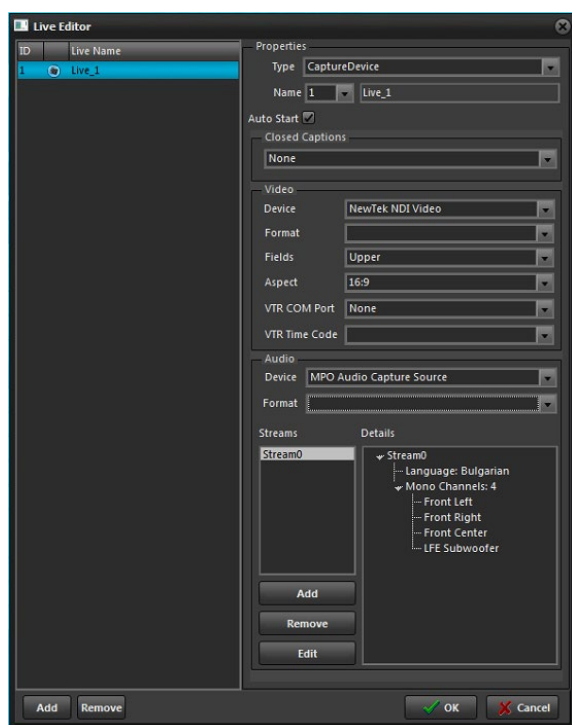 Live Editor
ID Live Name
1 Live_1
Properties
Type CaptureDevice
Name 1 Live_1
Auto Start
Closed Captions
None
Video
Device NewTek NDI Video
Format
Fields Upper
Aspect 16:9
VTR COM Port None
VTR Time Code
Audio
Device MPO Audio Capture Source
Format
Streams Details
Stream0
Stream0
Language: Bulgarian
Mono Channels: 4
Front Left
Front Right
Front Center
LFE Subwoofer
Add
Remove
Edit
Add Remove OK Cancel